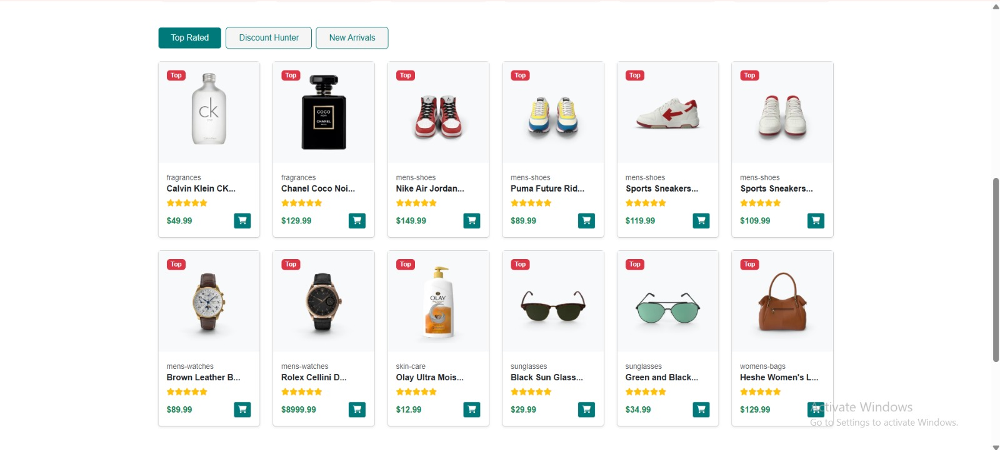 Top Rated
Discount Hunter
New Arrivals
Top
Top
Top
Top
Top
Top
ck
COCO
NOIR
CHANEL
PARIS
fragrances
fragrances
mens-shoes
mens-shoes
mens-shoes
mens-shoes
Calvin Klein CK...
Chanel Coco Noi...
Nike Air Jordan...
Puma Future Rid...
Sports Sneakers...
Sports Sneakers...
$49.99
$129.99
$149.99
$89.99
$119.99
$109.99
Top
Top
Top
Top
Top
Top
OLAY
mens-watches
mens-watches
skin-care
sunglasses
sunglasses
womens-bags
Brown Leather B...
Rolex Cellini D...
Olay Ultra Mois...
Black Sun Glass...
Green and Black...
Heshe Women's L...
$89.99
$8999.99
$12.99
$29.99
$34.99
$129.99
Activate Windows
Go to Settings to activate Windows.